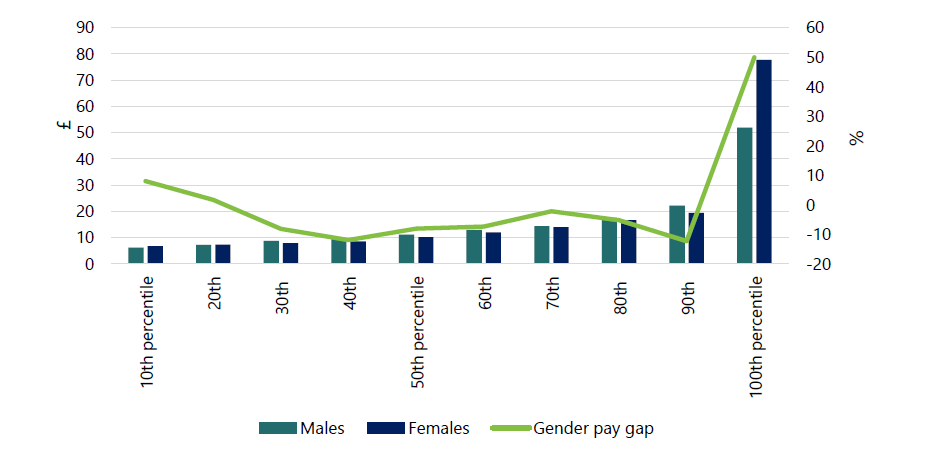 90
80
70
60
50
40
30
20
10
0
£
60
50
40
30
20
10
0
-10
-20
%
10th percentile
20th
30th
40th
50th percentile
60th
70th
80th
90th
100th percentile
Males
Females
Gender pay gap